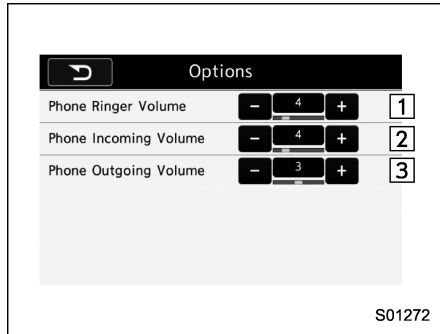 Options
Phone Ringer Volume - 4 + 1
Phone Incoming Volume - 4 + 2
Phone Outgoing Volume - 3 + 3
S01272